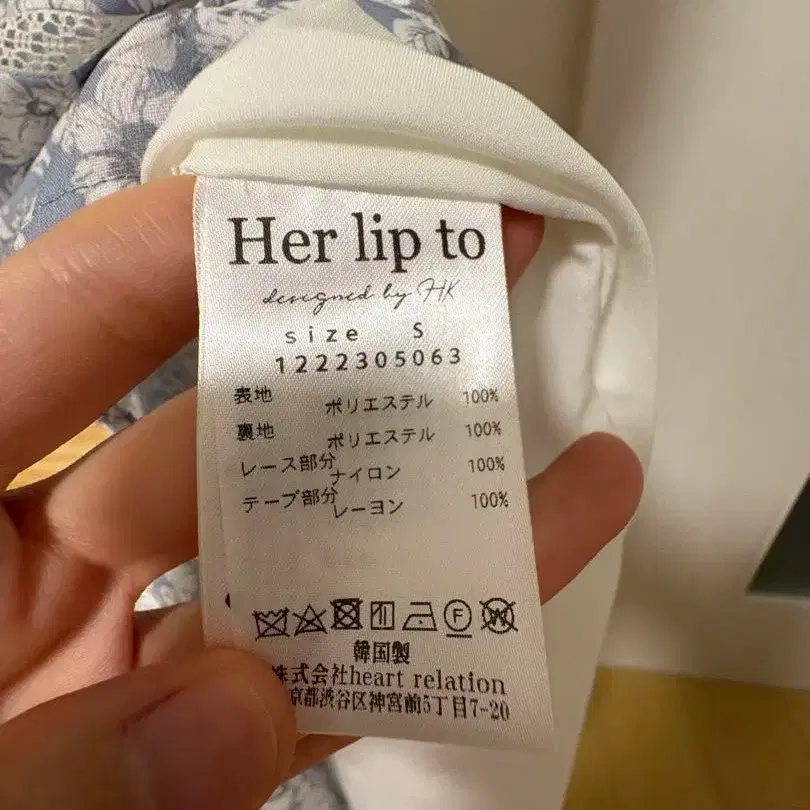 Her lip to
designed by HK
size S
1222305063
表地 ポリエステル 100%
裏地 ポリエステル 100%
レース部分 ナイロン 100%
テープ部分 レーヨン 100%
F W
韓国製
株式会社heart relation
京都渋谷区神宮前5丁目7-20